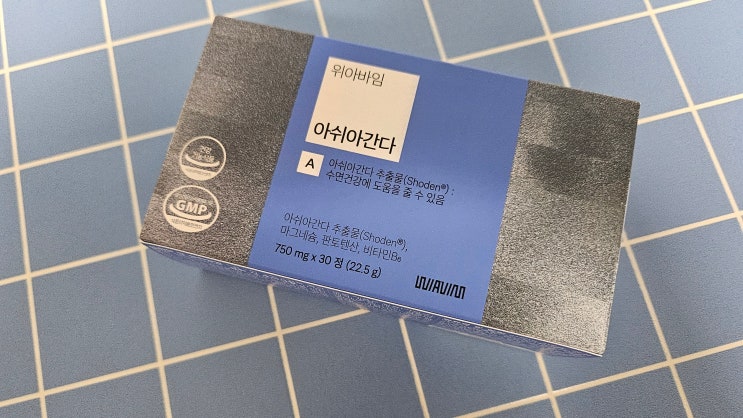 위아바임
아쉬아간다
A
아쉬아간다 추출물(Shoden®) :
수면건강에 도움을 줄 수 있음
아쉬아간다 추출물(Shoden®),
마그네슘, 판토텐산, 비타민B₆
750 mg x 30 정 (22.5 g)
WIAVIM
GMP